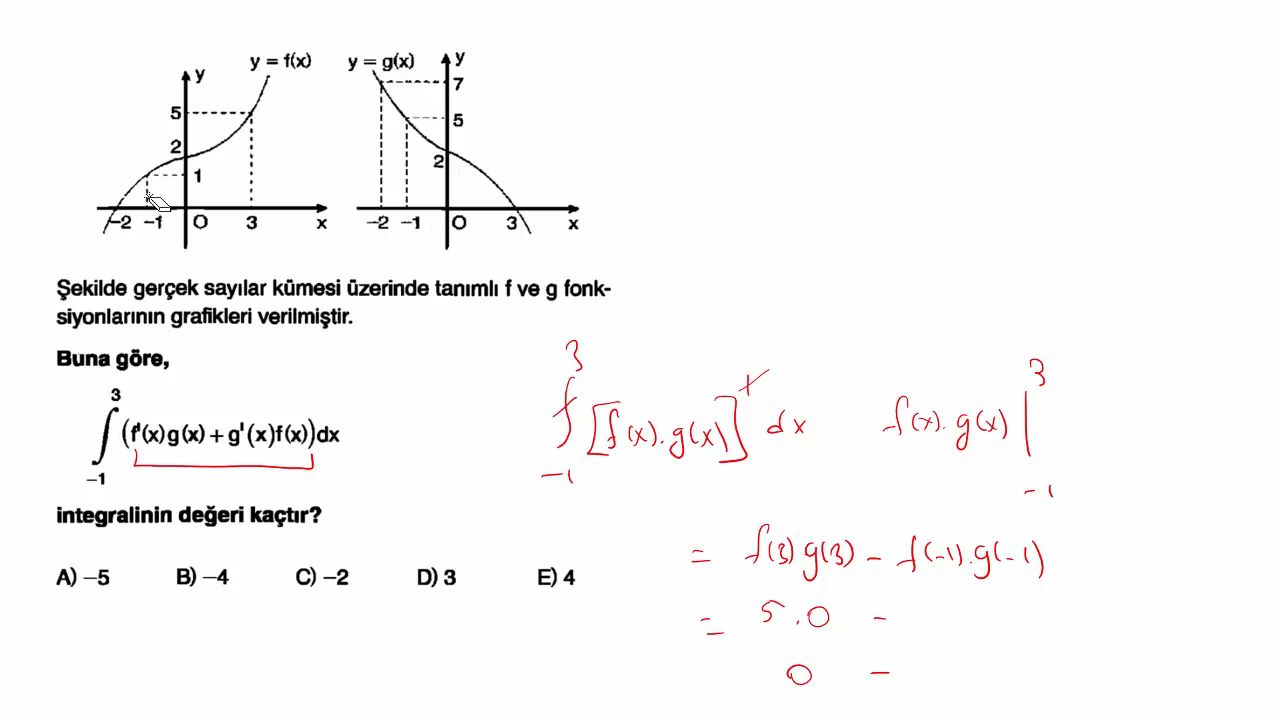 y = f(x)
y
5
2
1
−2 −1 O 3 x
y = g(x)
y
7
5
2
−2 −1 O 3 x
Şekilde gerçek sayılar kümesi üzerinde tanımlı f ve g fonk-
siyonlarının grafikleri verilmiştir.
Buna göre,
3
∫ (f'(x)g(x) + g'(x)f(x))dx
−1
integralinin değeri kaçtır?
A) −5 B) −4 C) −2 D) 3 E) 4
3
∫ [f(x).g(x)]' dx
−1
f(x).g(x) | 3
−1
= f(3) g(3) − f(−1).g(−1)
= 5.0 −
0 −